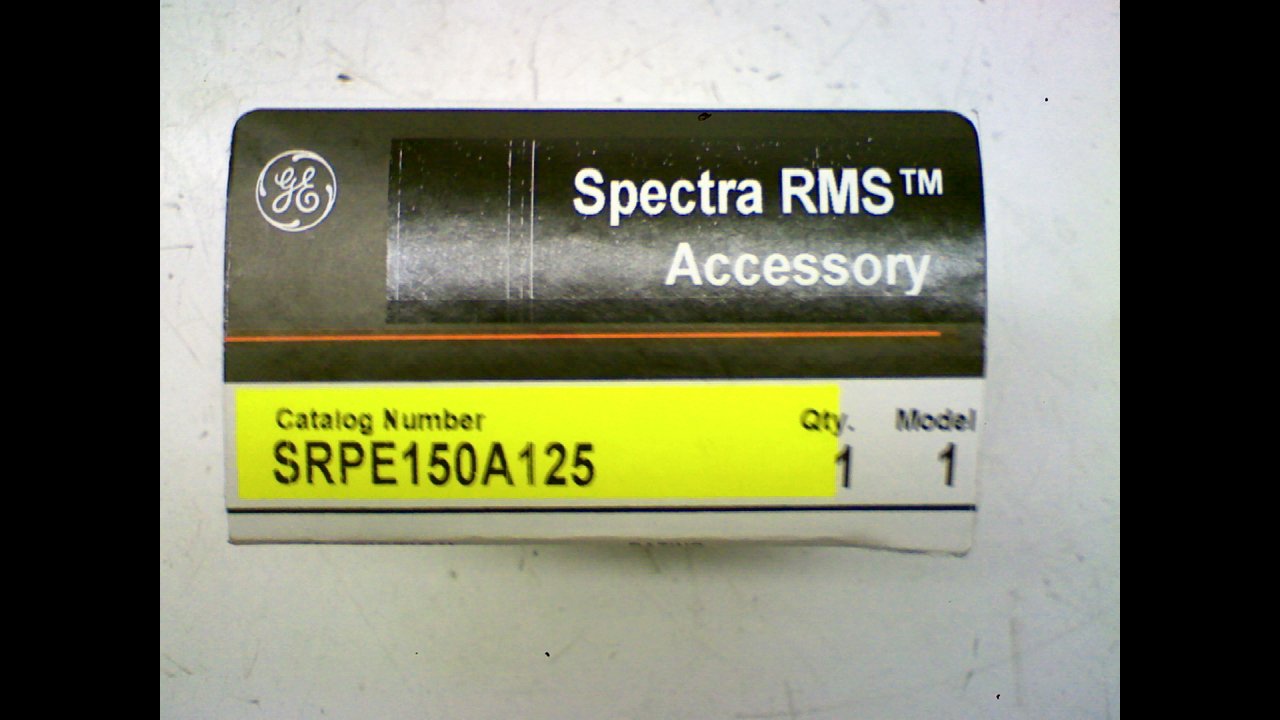 GE
Spectra RMS™
Accessory
Catalog Number Qty. Model
SRPE150A125 1 1